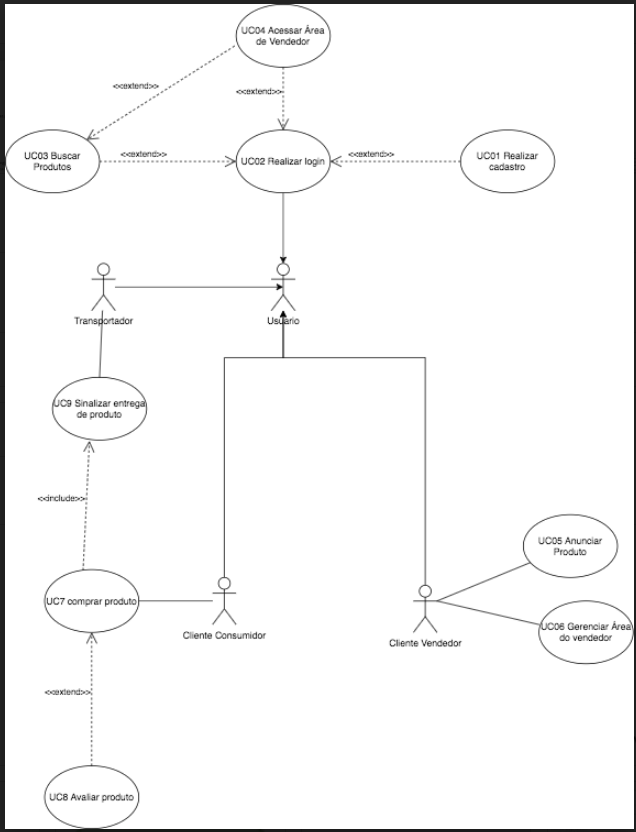 UC04 Acessar Área
de Vendedor
<<extend>>
<<extend>>
UC03 Buscar
Produtos
<<extend>>
UC02 Realizar login
<<extend>>
UC01 Realizar
cadastro
Transportador
Usuario
UC9 Sinalizar entrega
de produto
<<include>>
UC05 Anunciar
Produto
UC7 comprar produto
Cliente Consumidor
Cliente Vendedor
UC06 Gerenciar Área
do vendedor
<<extend>>
UC8 Avaliar produto